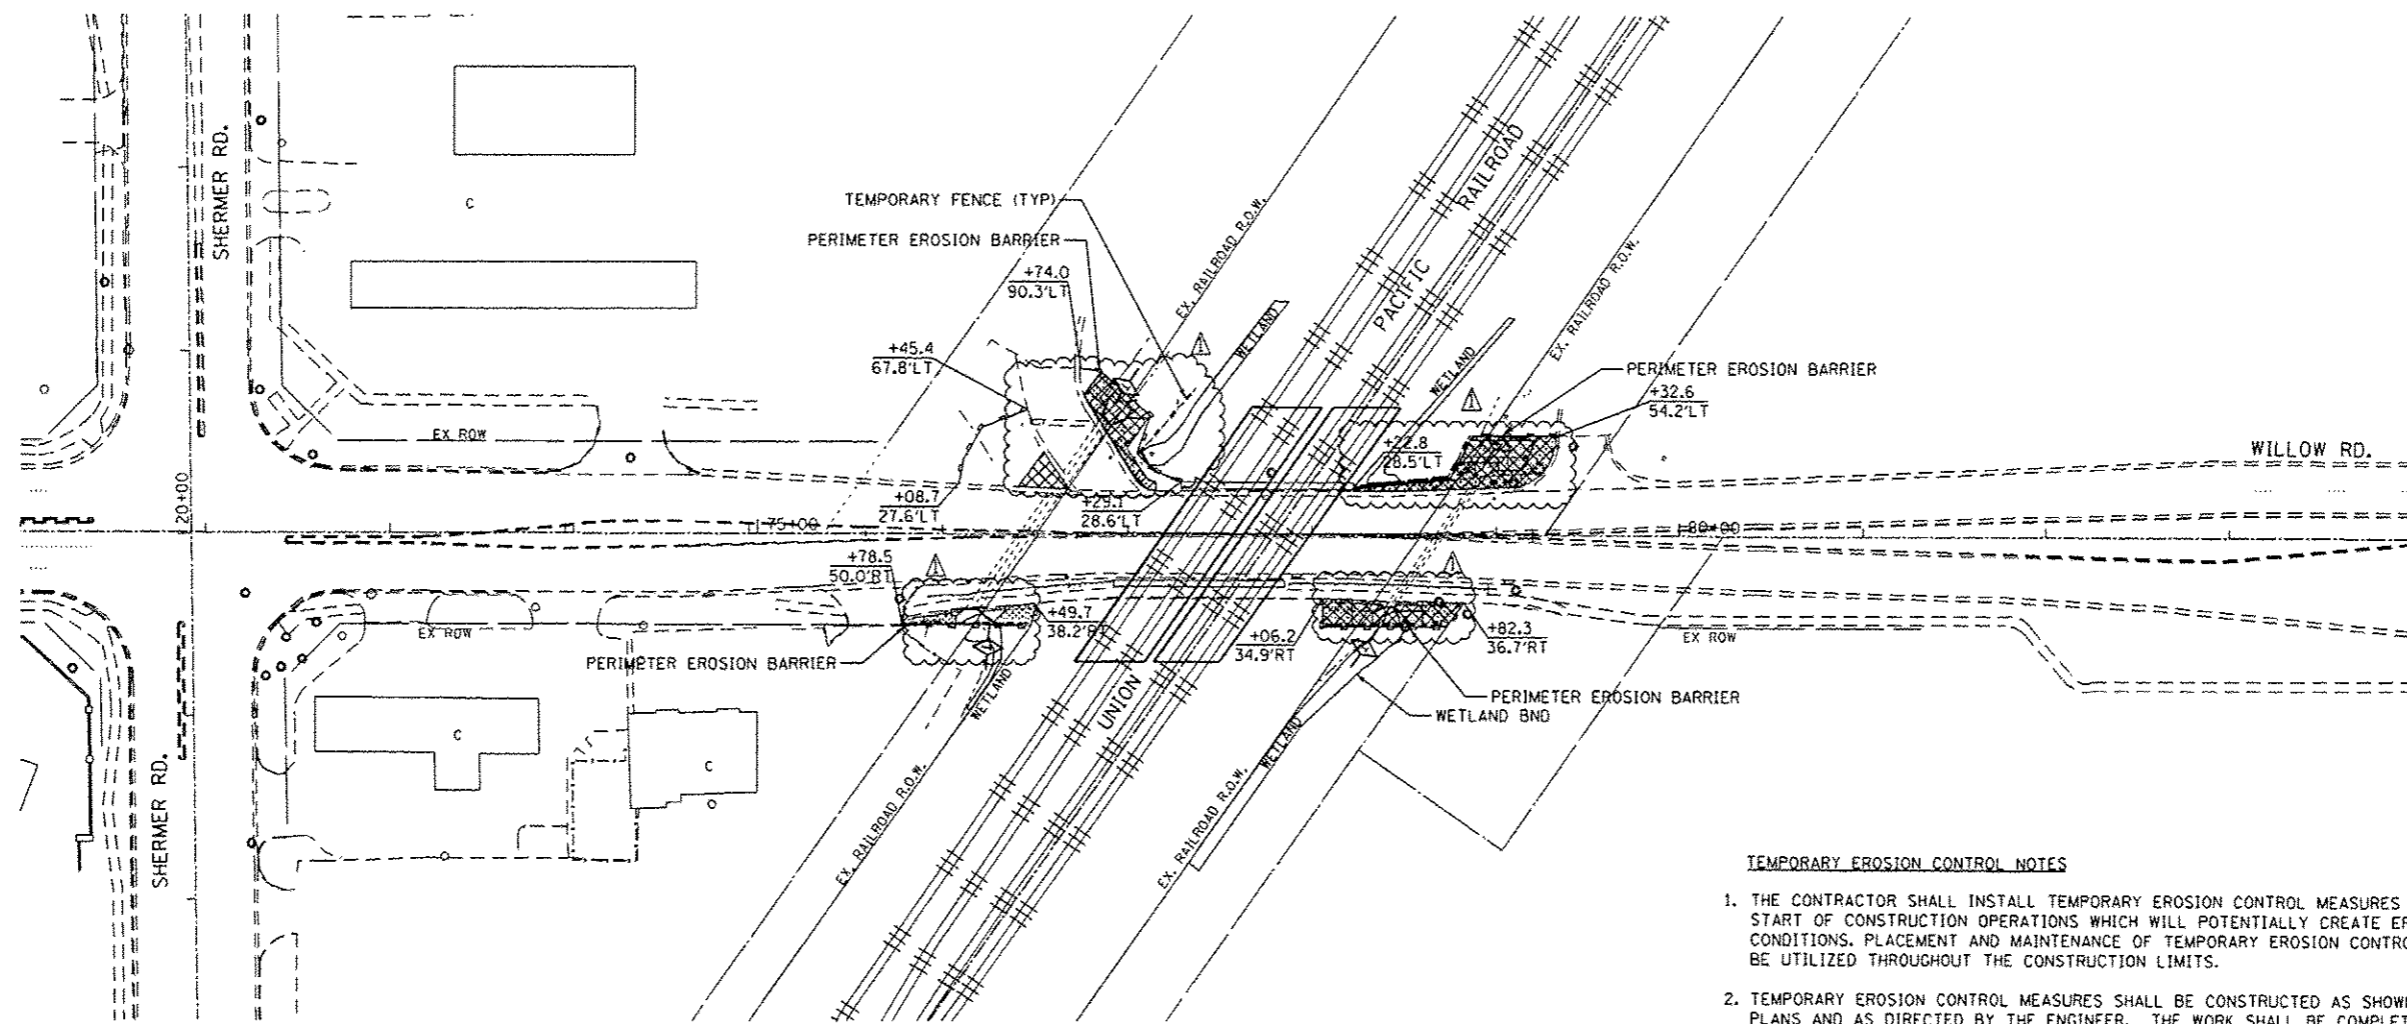 SHERMER RD.
C
TEMPORARY FENCE (TYP)
PERIMETER EROSION BARRIER
+74.0
90.3'LT
+45.4
67.8'LT
EX. RAILROAD R.O.W.
WETLAND
UNION PACIFIC RAILROAD
EX. RAILROAD R.O.W.
WETLAND
PERIMETER EROSION BARRIER
+32.6
54.2'LT
EX ROW
+22.8
28.5'LT
WILLOW RD.
20+00
+08.7
27.6'LT
+29.1
28.6'LT
75+00
80+00
+78.5
50.0'RT
EX ROW
+49.7
38.2'RT
+06.2
34.9'RT
+82.3
36.7'RT
EX ROW
PERIMETER EROSION BARRIER
WETLAND
PERIMETER EROSION BARRIER
WETLAND BND
WETLAND
C
C
SHERMER RD.
EX. RAILROAD R.O.W.
EX. RAILROAD R.O.W.
TEMPORARY EROSION CONTROL NOTES
1. THE CONTRACTOR SHALL INSTALL TEMPORARY EROSION CONTROL MEASURES
START OF CONSTRUCTION OPERATIONS WHICH WILL POTENTIALLY CREATE
CONDITIONS. PLACEMENT AND MAINTENANCE OF TEMPORARY EROSION
BE UTILIZED THROUGHOUT THE CONSTRUCTION LIMITS.
2. TEMPORARY EROSION CONTROL MEASURES SHALL BE CONSTRUCTED AS
PLANS AND AS DIRECTED BY THE ENGINEER. THE WORK SHALL BE